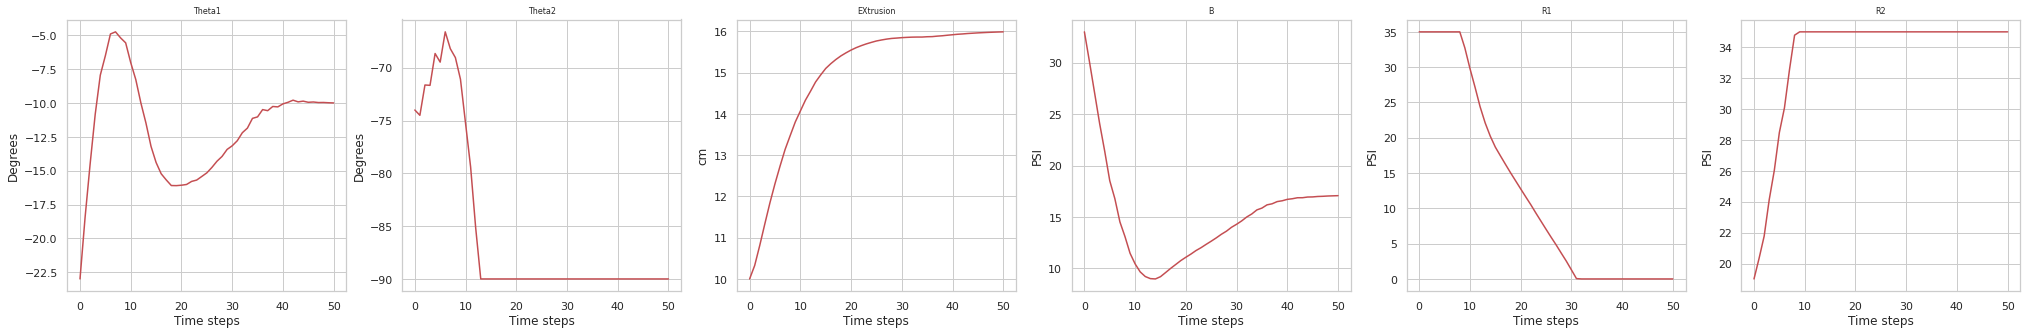 Theta1
Degrees
−5.0
−7.5
−10.0
−12.5
−15.0
−17.5
−20.0
−22.5
0 10 20 30 40 50
Time steps
Theta2
Degrees
−70
−75
−80
−85
−90
0 10 20 30 40 50
Time steps
EXtrusion
cm
16
15
14
13
12
11
10
0 10 20 30 40 50
Time steps
B
PSI
30
25
20
15
10
0 10 20 30 40 50
Time steps
R1
PSI
35
30
25
20
15
10
5
0
0 10 20 30 40 50
Time steps
R2
PSI
34
32
30
28
26
24
22
20
0 10 20 30 40 50
Time steps